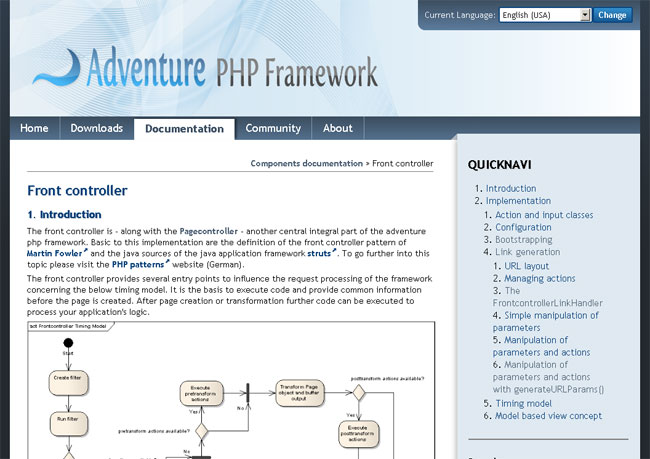 Current Language: English (USA) Change
Adventure PHP Framework
Home Downloads Documentation Community About
Components documentation > Front controller
Front controller
1. Introduction
The front controller is - along with the Pagecontroller - another central integral part of the adventure
php framework. Basic to this implementation are the definition of the front controller pattern of
Martin Fowler and the java sources of the java application framework struts. To go further into this
topic please visit the PHP patterns website (German).
The front controller provides several entry points to influence the request processing of the framework
concerning the below timing model. It is the basis to execute code and provide common information
before the page is created. After page creation or transformation further code can be executed to
process your application's logic.
act Frontcontroller Timing Model
Start
Create filter
Run filter
Execute
pretransform
actions
Yes
No
pretransform actions available?
No
Transform Page
object and buffer
output
posttransform actions available?
Yes
Execute
posttransform
actions
QUICKNAVI
1. Introduction
2. Implementation
1. Action and input classes
2. Configuration
3. Bootstrapping
4. Link generation
1. URL layout
2. Managing actions
3. The
FrontcontrollerLinkHandler
4. Simple manipulation of
parameters
5. Manipulation of
parameters and actions
6. Manipulation of
parameters and actions
with generateURLParams()
5. Timing model
6. Model based view concept